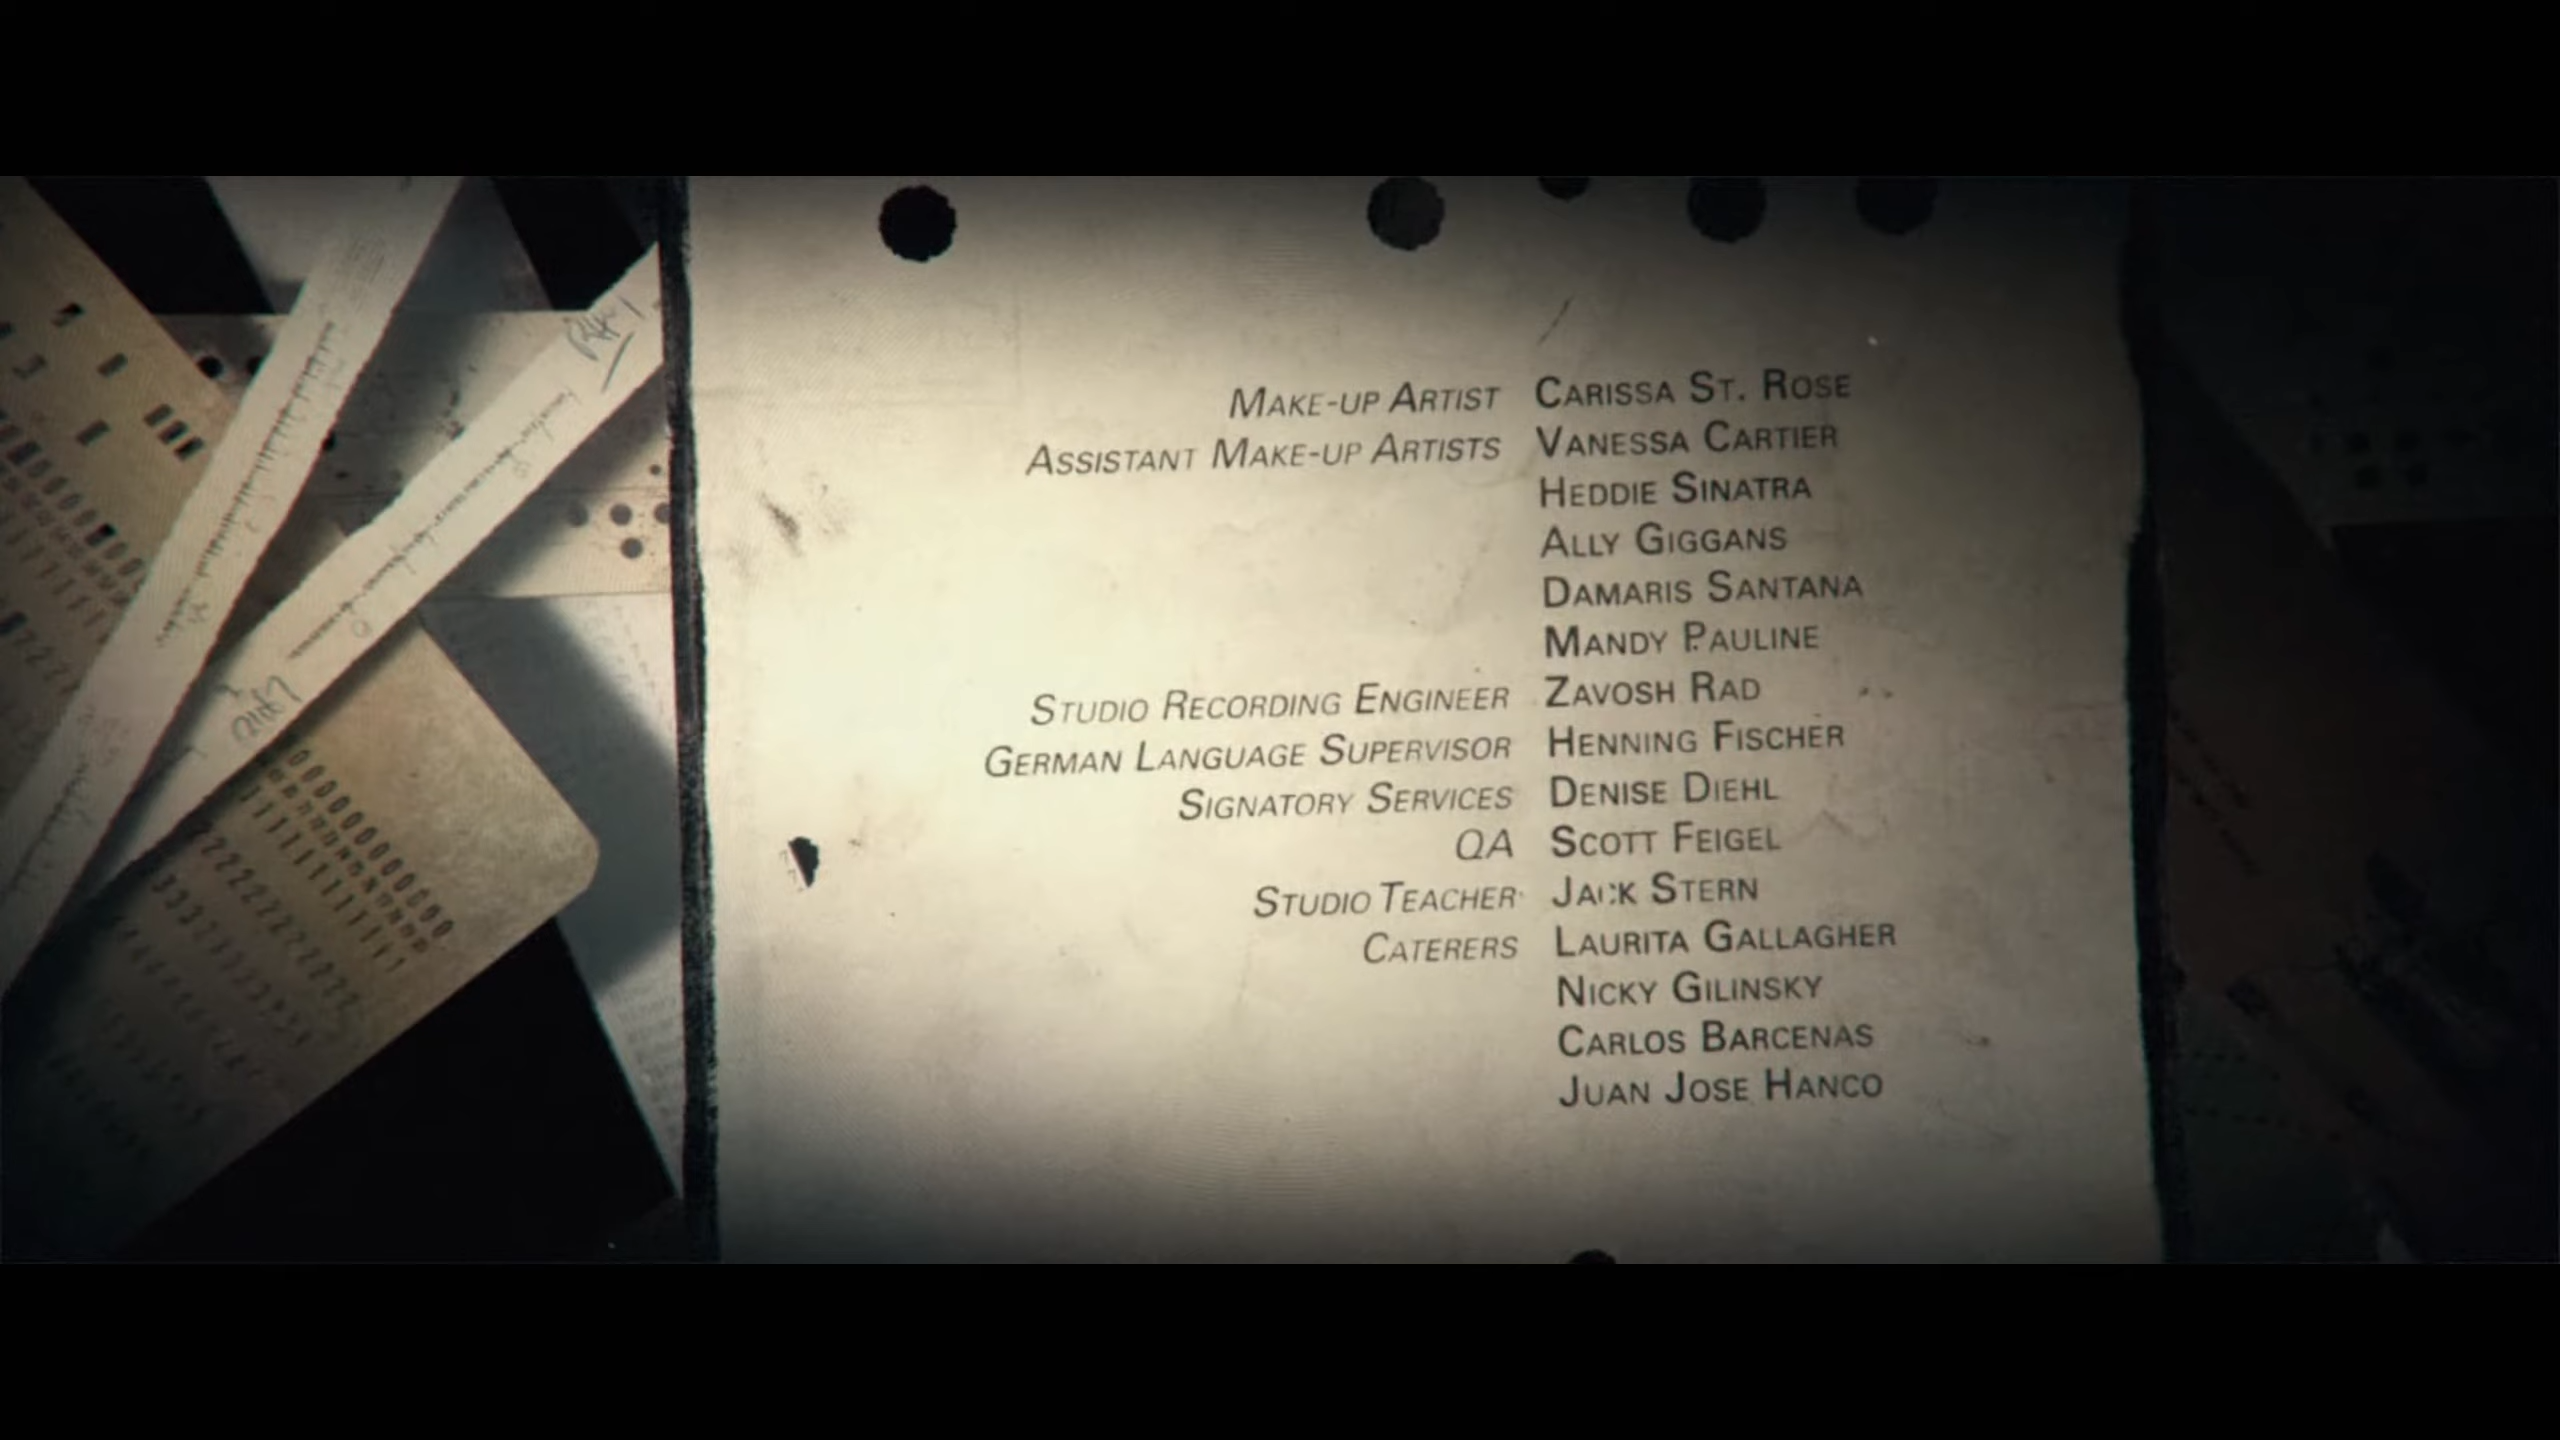 MAKE-UP ARTIST CARISSA ST. ROSE
ASSISTANT MAKE-UP ARTISTS VANESSA CARTIER
HEDDIE SINATRA
ALLY GIGGANS
DAMARIS SANTANA
MANDY PAULINE
STUDIO RECORDING ENGINEER ZAVOSH RAD
GERMAN LANGUAGE SUPERVISOR HENNING FISCHER
SIGNATORY SERVICES DENISE DIEHL
QA SCOTT FEIGEL
STUDIO TEACHER JACK STERN
CATERERS LAURITA GALLAGHER
NICKY GILINSKY
CARLOS BARCENAS
JUAN JOSE HANCO